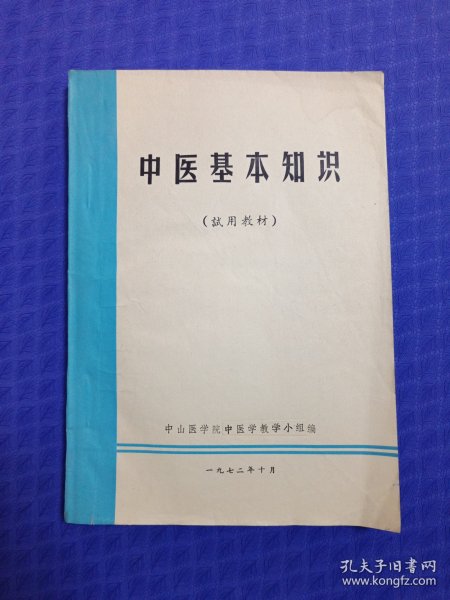 中医基本知识
(試用教材)
中山医学院中医学教学小组编
一九七二年十月
孔夫子旧书网
www.kongfz.com